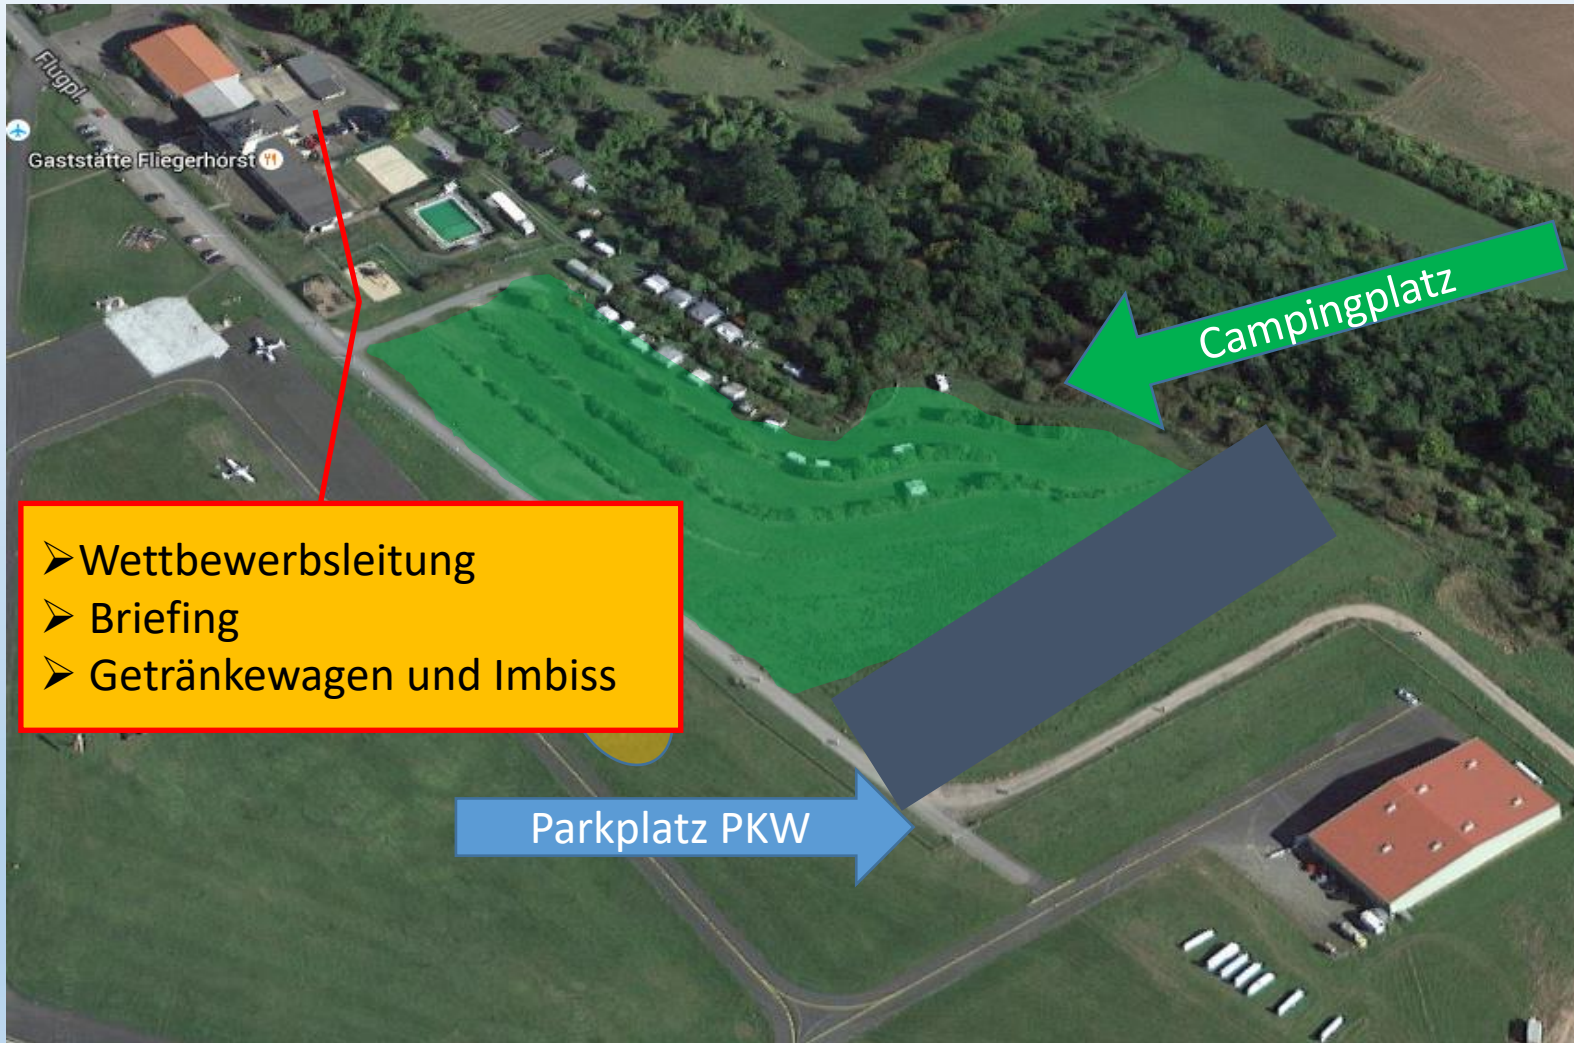 Flugpl.
Gaststätte Fliegerhorst
Campingplatz
➢Wettbewerbsleitung
➢ Briefing
➢ Getränkewagen und Imbiss
Parkplatz PKW